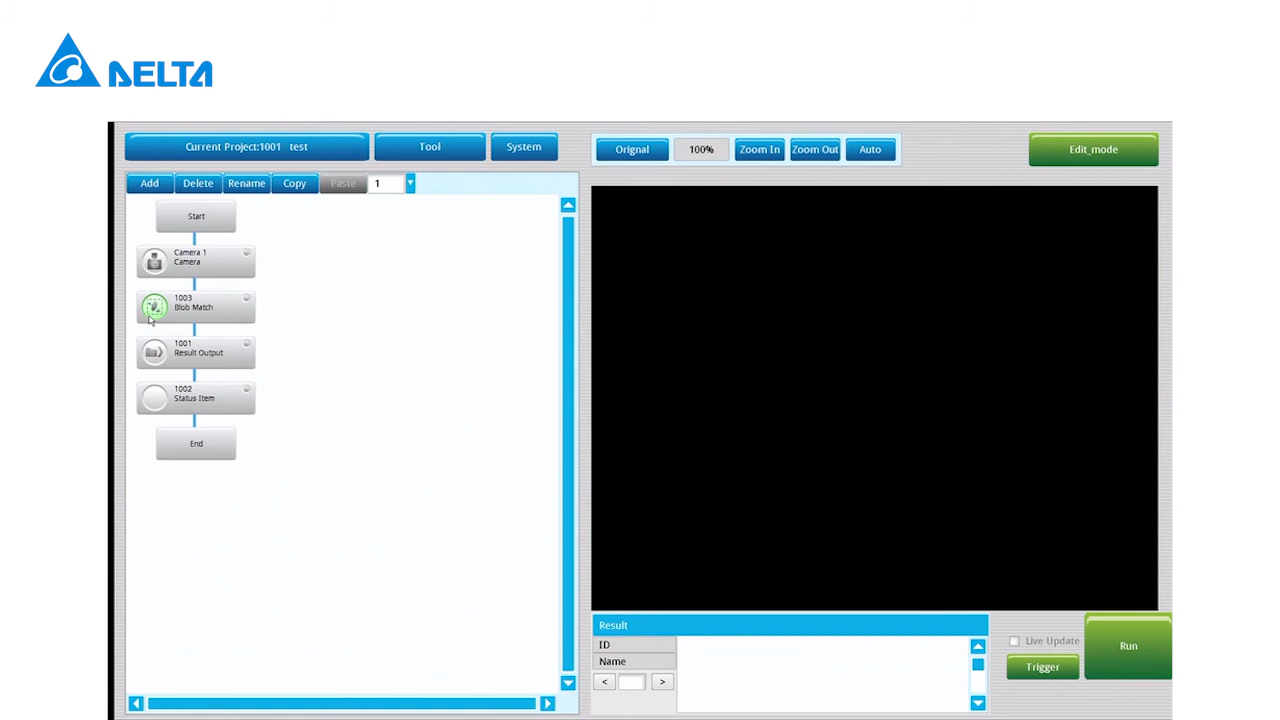 DELTA
Current Project:1001 test
Tool
System
Orignal
100%
Zoom In
Zoom Out
Auto
Edit_mode
Add
Delete
Rename
Copy
Paste
1
Start
Camera 1
Camera
1003
Blob Match
1001
Result Output
1002
Status Item
End
Result
ID
Name
<
>
Live Update
Trigger
Run